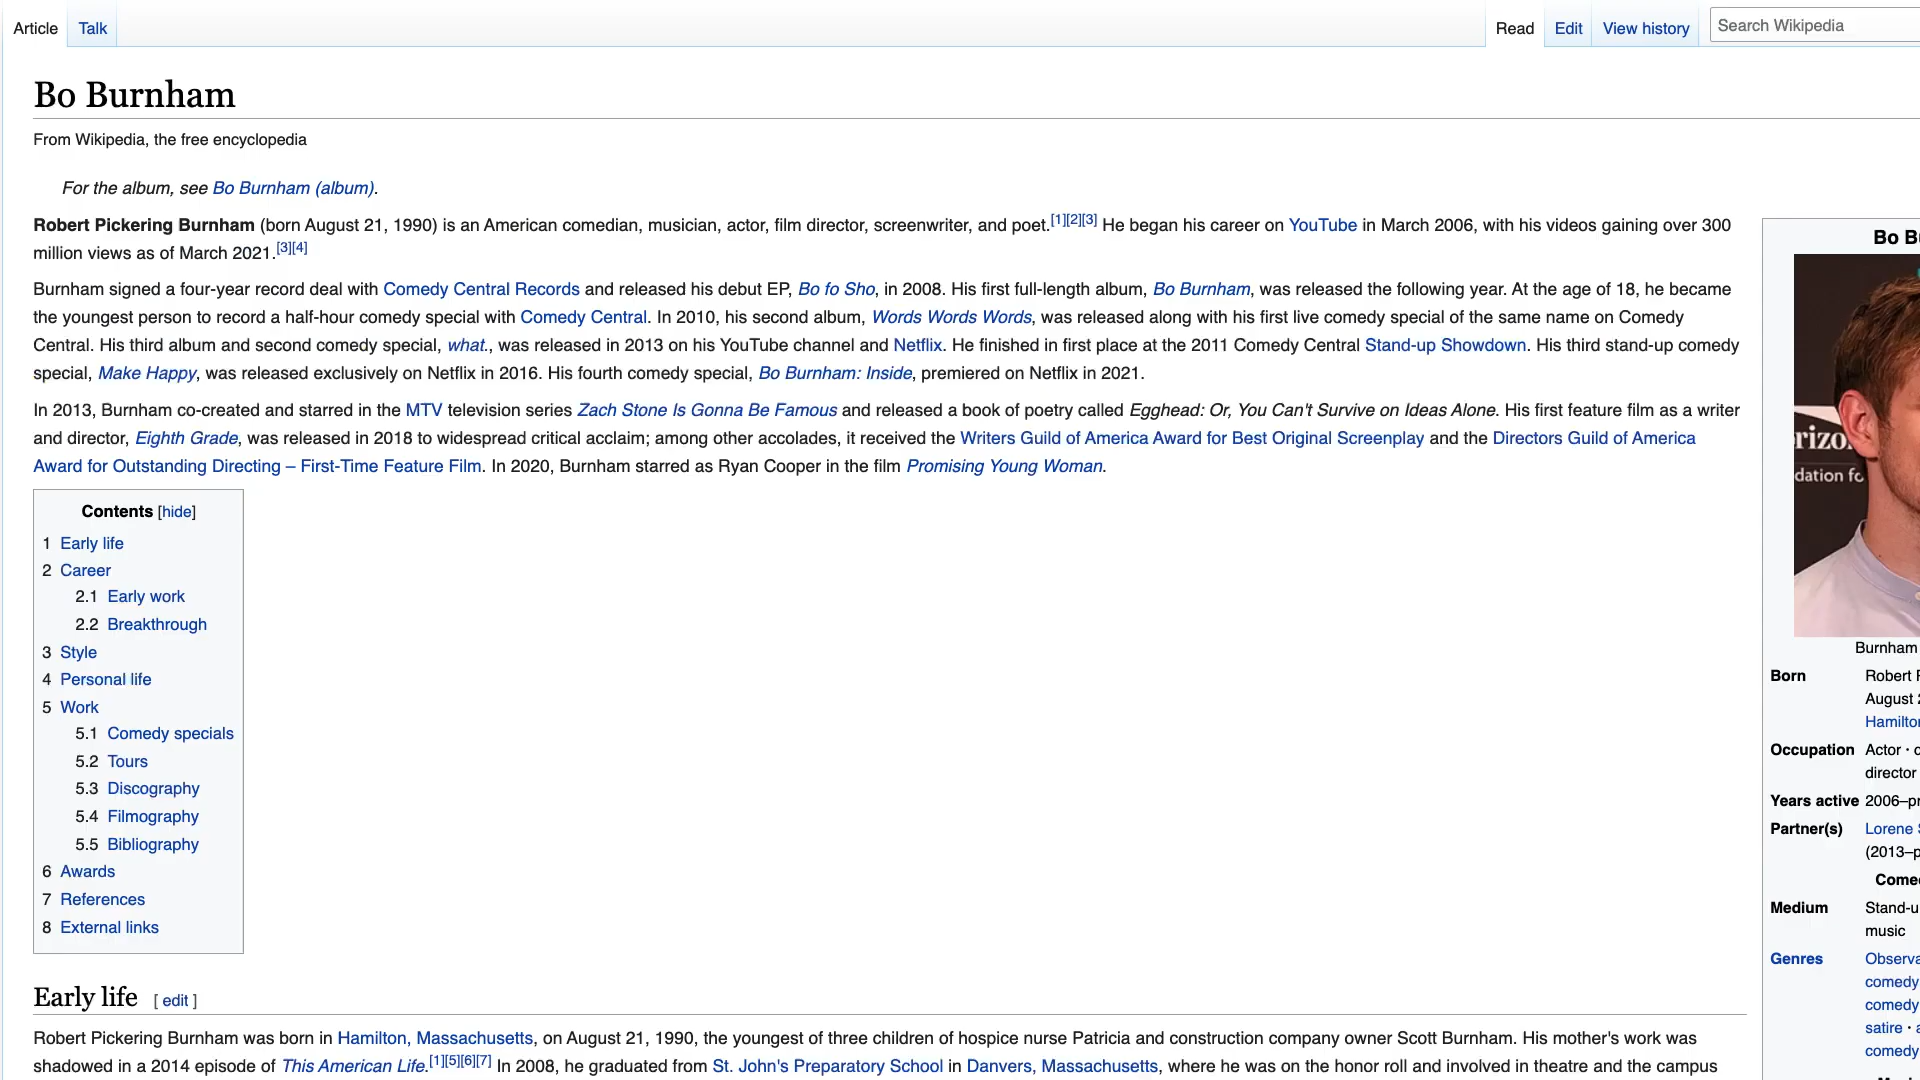 Article Talk Read Edit View history Search Wikipedia
Bo Burnham
From Wikipedia, the free encyclopedia
For the album, see Bo Burnham (album).
Robert Pickering Burnham (born August 21, 1990) is an American comedian, musician, actor, film director, screenwriter, and poet.[1][2][3] He began his career on YouTube in March 2006, with his videos gaining over 300
million views as of March 2021.[3][4]
Burnham signed a four-year record deal with Comedy Central Records and released his debut EP, Bo fo Sho, in 2008. His first full-length album, Bo Burnham, was released the following year. At the age of 18, he became
the youngest person to record a half-hour comedy special with Comedy Central. In 2010, his second album, Words Words Words, was released along with his first live comedy special of the same name on Comedy
Central. His third album and second comedy special, what., was released in 2013 on his YouTube channel and Netflix. He finished in first place at the 2011 Comedy Central Stand-up Showdown. His third stand-up comedy
special, Make Happy, was released exclusively on Netflix in 2016. His fourth comedy special, Bo Burnham: Inside, premiered on Netflix in 2021.
In 2013, Burnham co-created and starred in the MTV television series Zach Stone Is Gonna Be Famous and released a book of poetry called Egghead: Or, You Can't Survive on Ideas Alone. His first feature film as a writer
and director, Eighth Grade, was released in 2018 to widespread critical acclaim; among other accolades, it received the Writers Guild of America Award for Best Original Screenplay and the Directors Guild of America
Award for Outstanding Directing – First-Time Feature Film. In 2020, Burnham starred as Ryan Cooper in the film Promising Young Woman.
Contents [hide]
1 Early life
2 Career
2.1 Early work
2.2 Breakthrough
3 Style
4 Personal life
5 Work
5.1 Comedy specials
5.2 Tours
5.3 Discography
5.4 Filmography
5.5 Bibliography
6 Awards
7 References
8 External links
Early life [ edit ]
Robert Pickering Burnham was born in Hamilton, Massachusetts, on August 21, 1990, the youngest of three children of hospice nurse Patricia and construction company owner Scott Burnham. His mother's work was
shadowed in a 2014 episode of This American Life.[1][5][6][7] In 2008, he graduated from St. John's Preparatory School in Danvers, Massachusetts, where he was on the honor roll and involved in theatre and the campus
Bo B
rizo
dation fo
Burnham
Born Robert
August
Hamilto
Occupation Actor ·
director
Years active 2006–p
Partner(s) Lorene
(2013–p
Come
Medium Stand-u
music
Genres Observa
comedy
comedy
satire ·
comedy